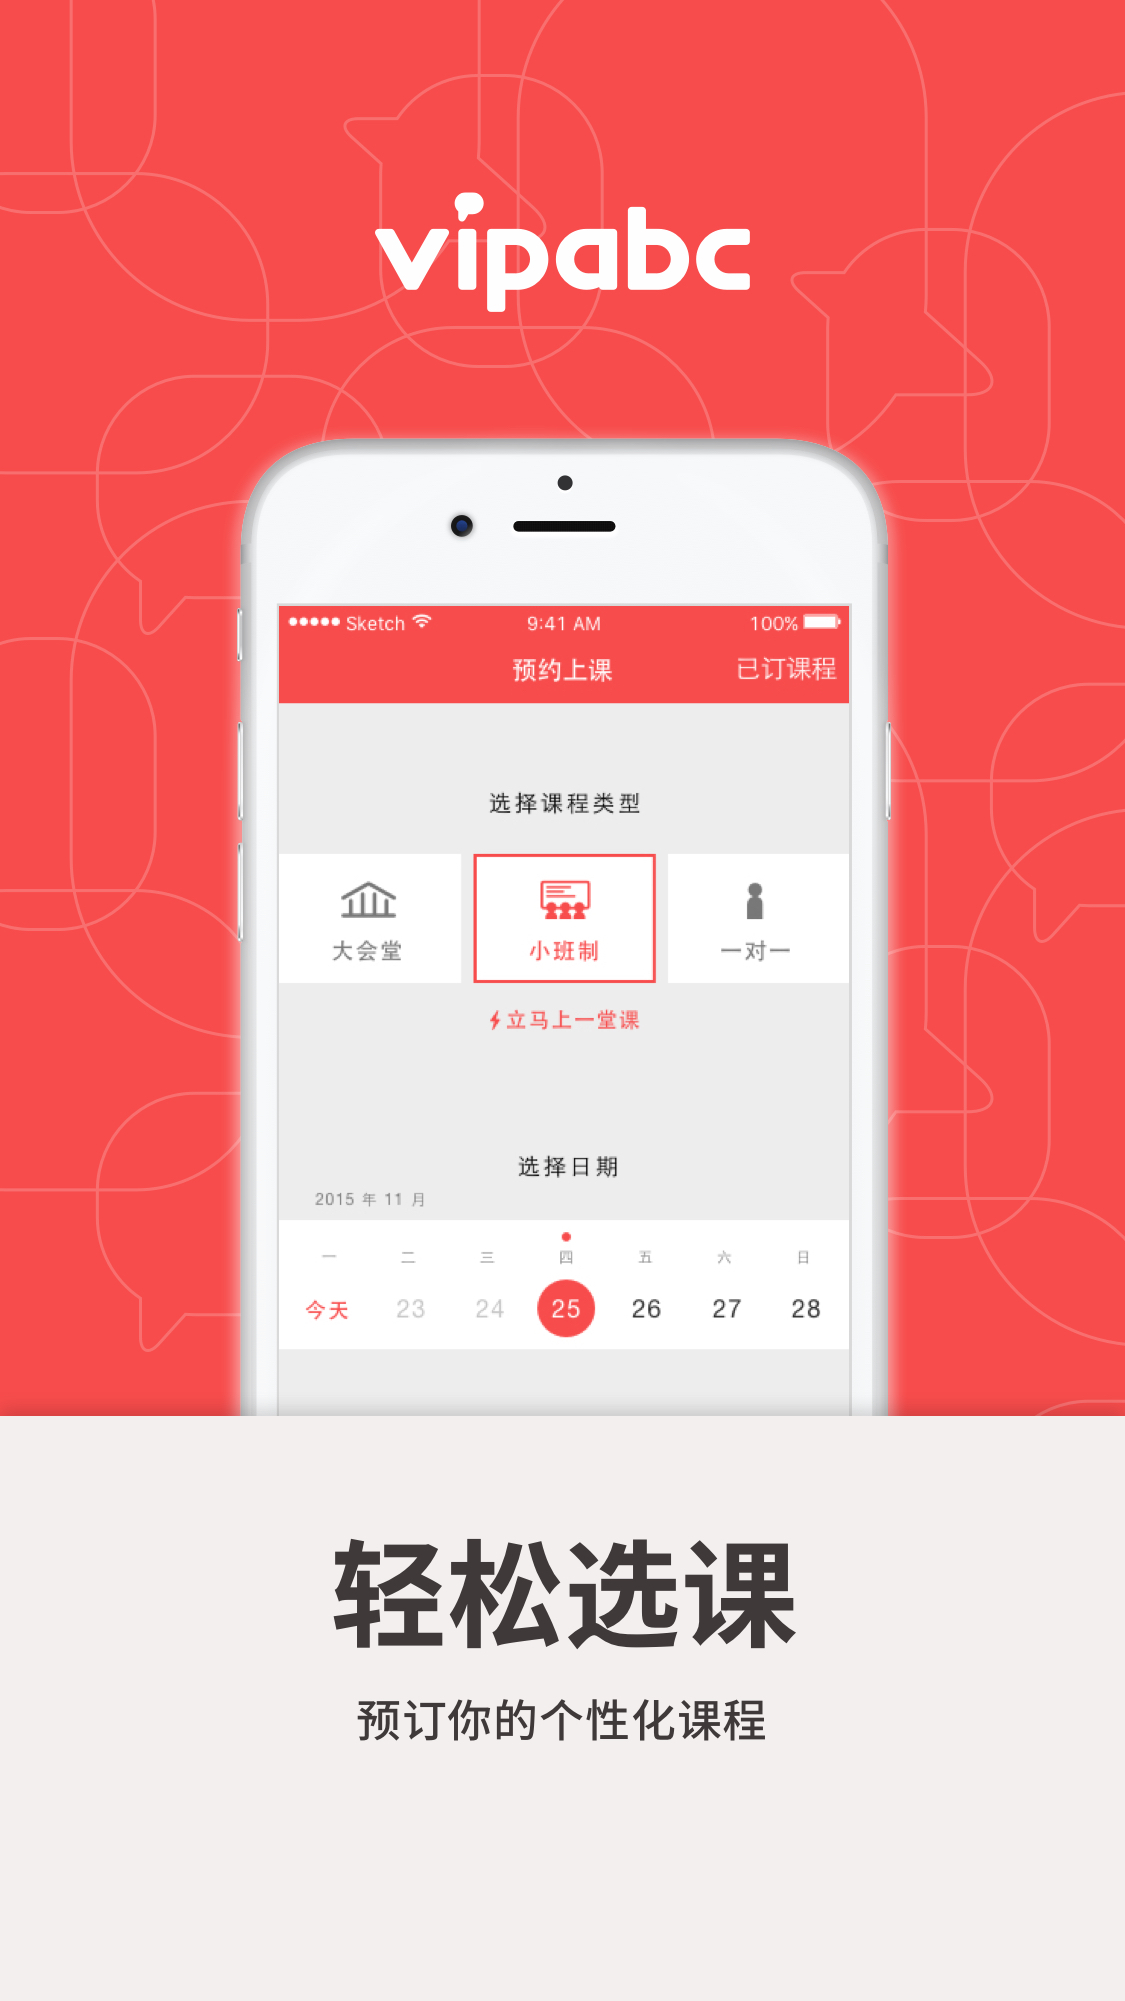 vipabc
Sketch 9:41 AM 100%
预约上课 已订课程
选择课程类型
大会堂 小班制 一对一
立马上一堂课
选择日期
2015 年 11 月
一 二 三 四 五 六 日
今天 23 24 25 26 27 28
轻松选课
预订你的个性化课程